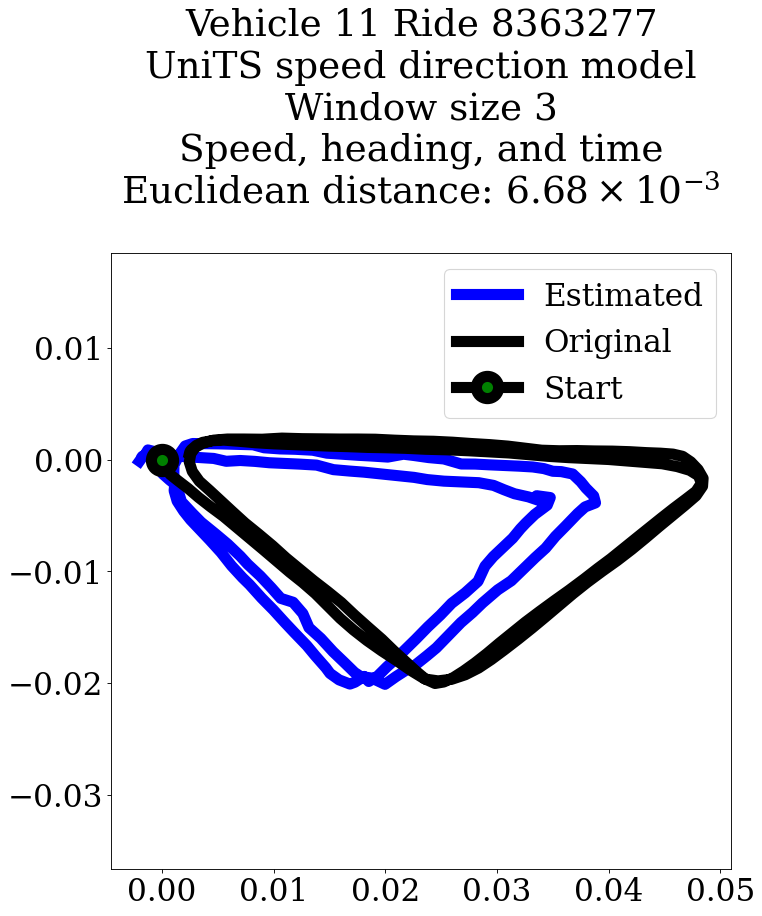 Vehicle 11 Ride 8363277
UniTS speed direction model
Window size 3
Speed, heading, and time
Euclidean distance: 6.68 × 10⁻³
Estimated
Original
Start
0.01
0.00
−0.01
−0.02
−0.03
0.00 0.01 0.02 0.03 0.04 0.05